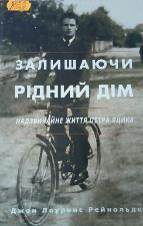 ЗАЛИШАЮЧИ
РІДНИЙ ДІМ
НАДЗВИЧАЙНЕ ЖИТТЯ ПЕТРА ЯЦИКА
Джон Лоуренс Рейнольдс